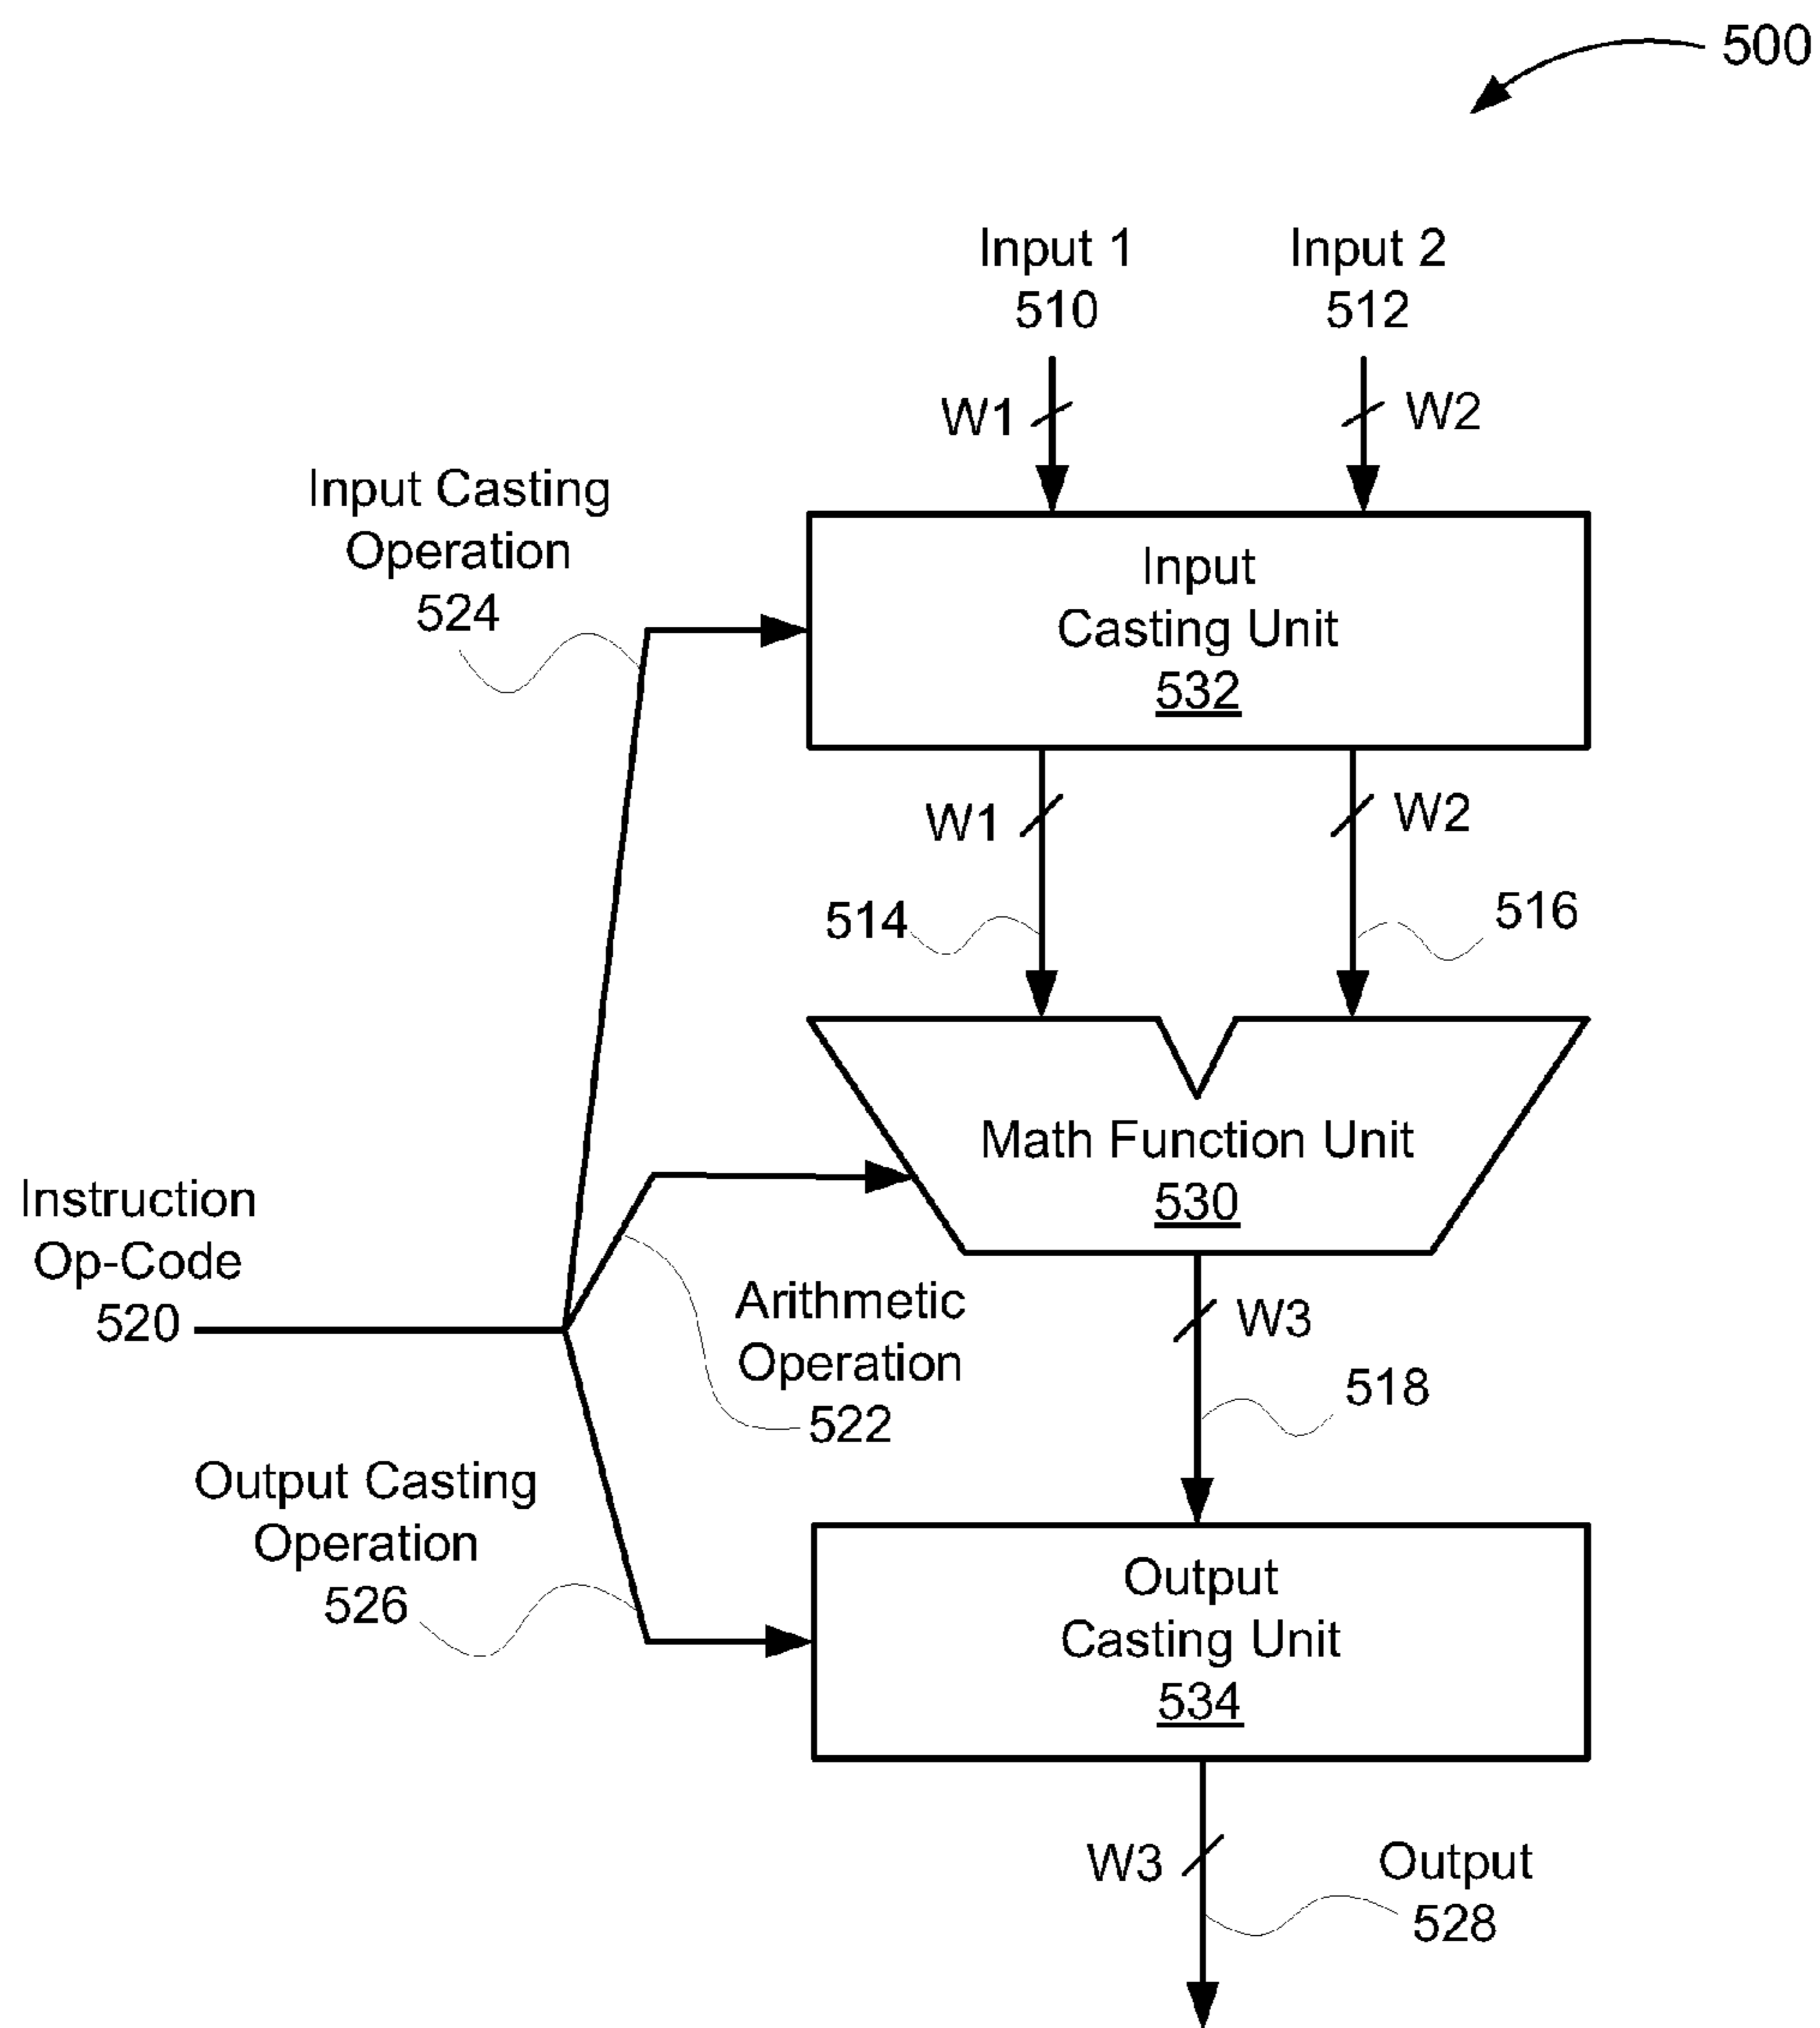 500
Input 1
510
Input 2
512
W1
W2
Input Casting
Operation
524
Input
Casting Unit
532
W1
W2
514
516
Math Function Unit
530
Instruction
Op-Code
520
Arithmetic
Operation
522
W3
518
Output Casting
Operation
526
Output
Casting Unit
534
W3
Output
528